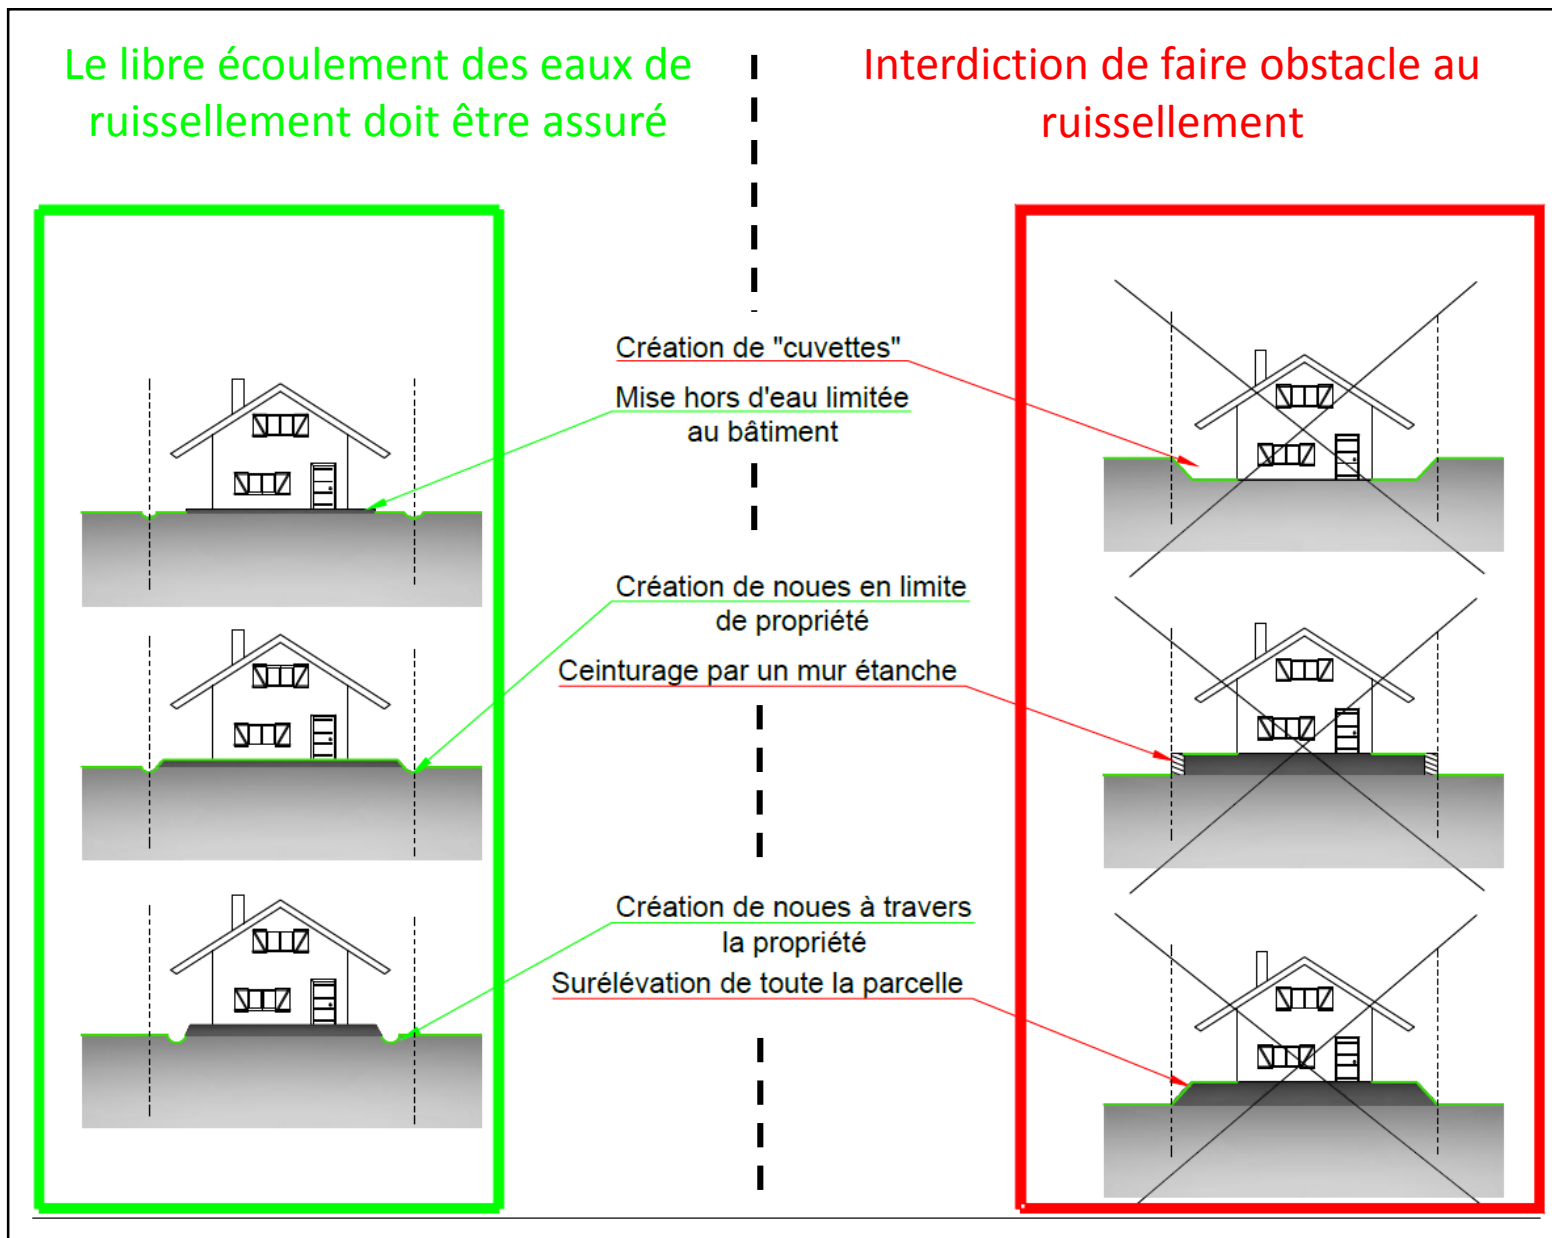 Le libre écoulement des eaux de
ruissellement doit être assuré
Interdiction de faire obstacle au
ruissellement
Création de "cuvettes"
Mise hors d'eau limitée
au bâtiment
Création de noues en limite
de propriété
Ceinturage par un mur étanche
Création de noues à travers
la propriété
Surélévation de toute la parcelle